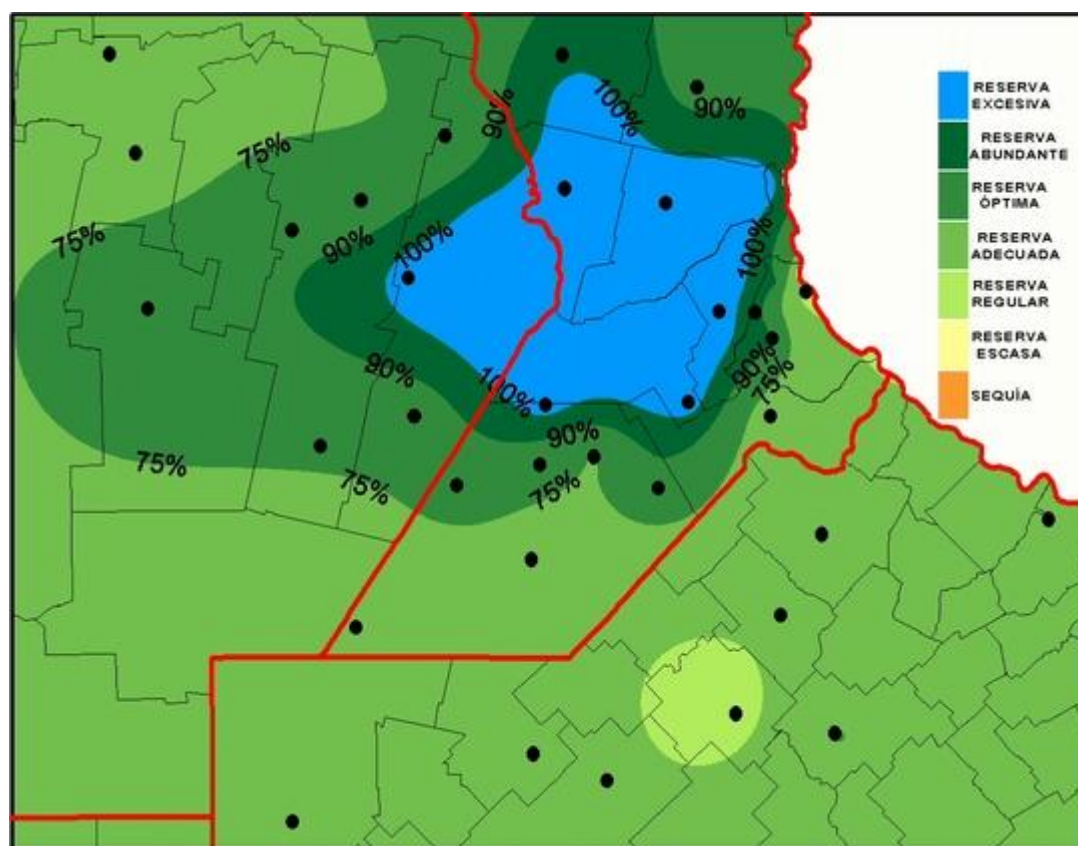 90%
100%
90%
75%
75%
90%
100%
100%
90%
100%
90%
75%
90%
75%
75%
75%
RESERVA
EXCESIVA
RESERVA
ABUNDANTE
RESERVA
ÓPTIMA
RESERVA
ADECUADA
RESERVA
REGULAR
RESERVA
ESCASA
SEQUÍA